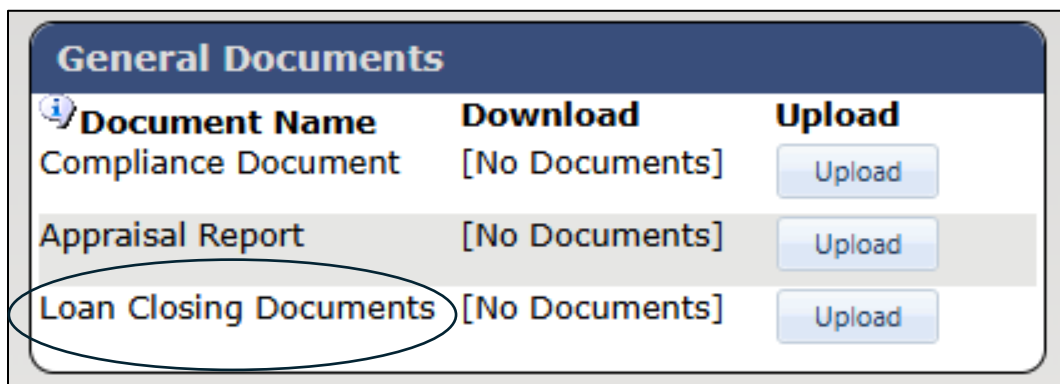 General Documents
Document Name Download Upload
Compliance Document [No Documents] Upload
Appraisal Report [No Documents] Upload
Loan Closing Documents [No Documents] Upload